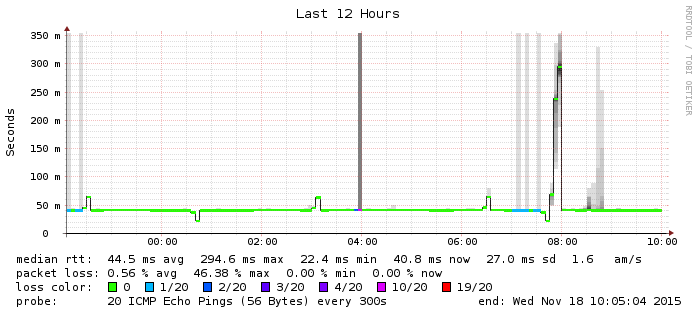 Last 12 Hours
RRDTOOL / TOBI OETIKER
Seconds
350 m
300 m
250 m
200 m
150 m
100 m
50 m
0
00:00 02:00 04:00 06:00 08:00 10:00
median rtt: 44.5 ms avg 294.6 ms max 22.4 ms min 40.8 ms now 27.0 ms sd 1.6 am/s
packet loss: 0.56 % avg 46.38 % max 0.00 % min 0.00 % now
loss color: 0 1/20 2/20 3/20 4/20 10/20 19/20
probe: 20 ICMP Echo Pings (56 Bytes) every 300s end: Wed Nov 18 10:05:04 2015